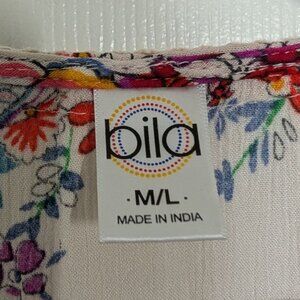 bila
· M/L ·
MADE IN INDIA